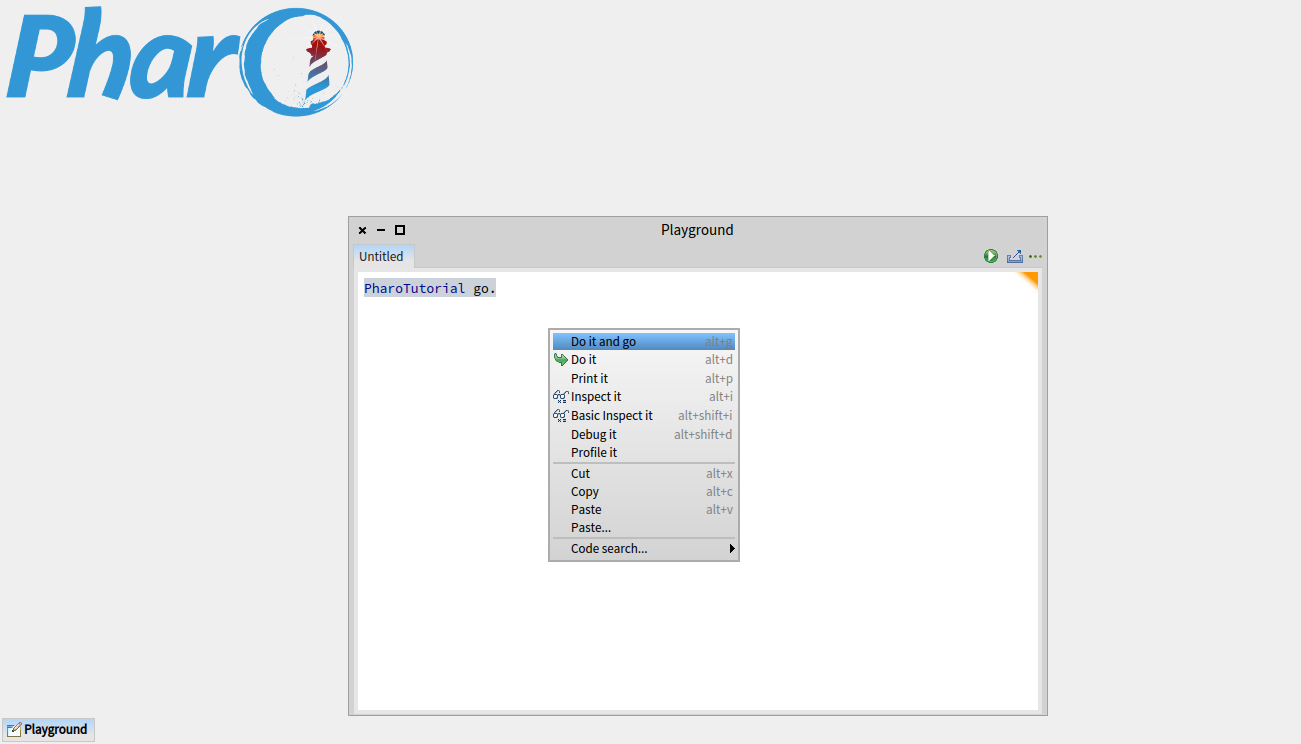 Pharo
Playground
Untitled
PharoTutorial go.
Do it and go alt+g
Do it alt+d
Print it alt+p
Inspect it alt+i
Basic Inspect it alt+shift+i
Debug it alt+shift+d
Profile it
Cut alt+x
Copy alt+c
Paste alt+v
Paste...
Code search...
Playground